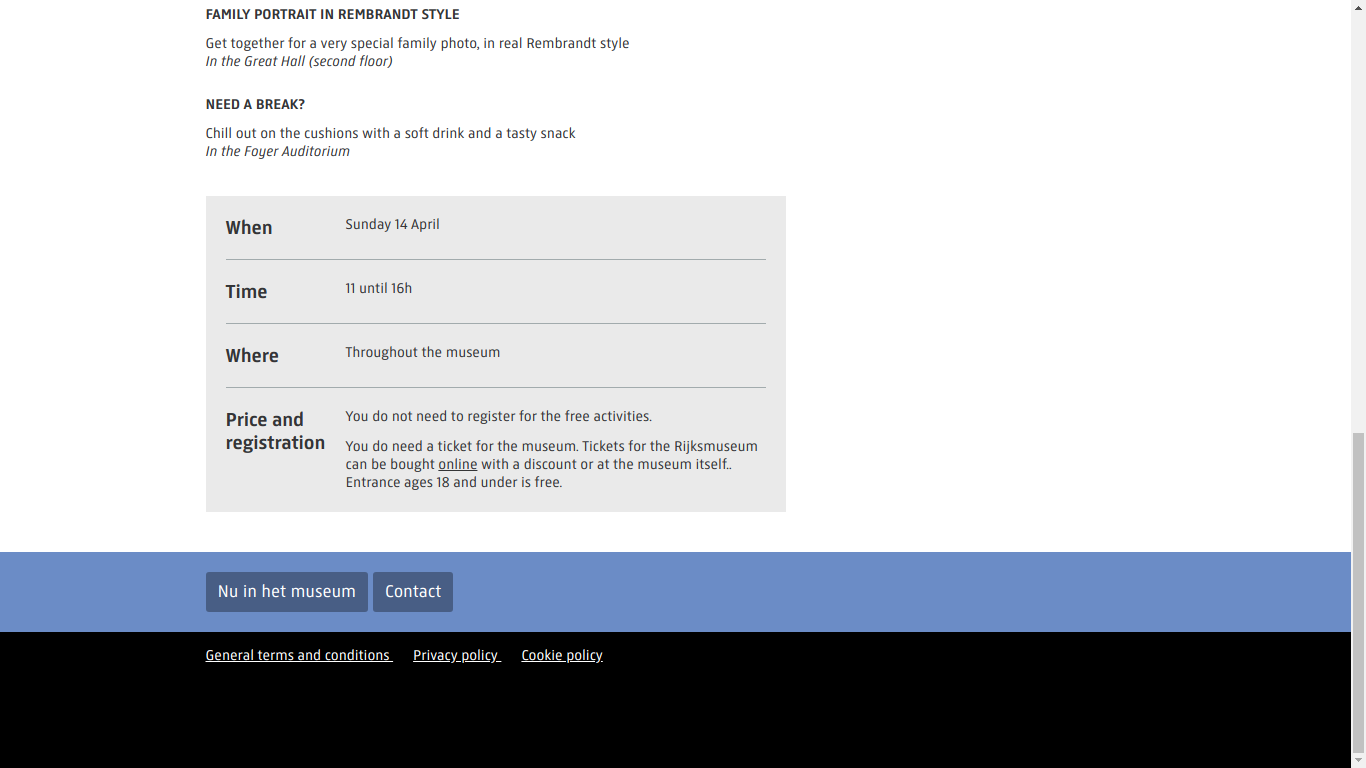 FAMILY PORTRAIT IN REMBRANDT STYLE
Get together for a very special family photo, in real Rembrandt style
In the Great Hall (second floor)
NEED A BREAK?
Chill out on the cushions with a soft drink and a tasty snack
In the Foyer Auditorium
When
Sunday 14 April
Time
11 until 16h
Where
Throughout the museum
Price and
registration
You do not need to register for the free activities.
You do need a ticket for the museum. Tickets for the Rijksmuseum
can be bought online with a discount or at the museum itself..
Entrance ages 18 and under is free.
Nu in het museum
Contact
General terms and conditions
Privacy policy
Cookie policy